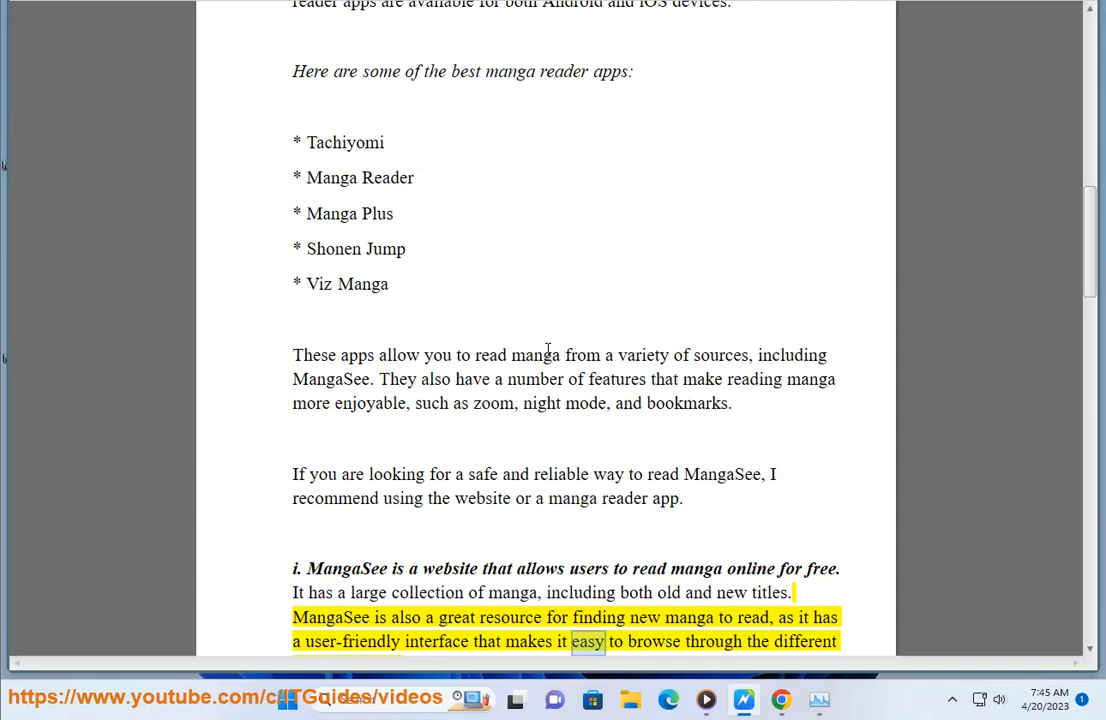 reader apps are available for both Android and iOS devices.
Here are some of the best manga reader apps:
* Tachiyomi
* Manga Reader
* Manga Plus
* Shonen Jump
* Viz Manga
These apps allow you to read manga from a variety of sources, including
MangaSee. They also have a number of features that make reading manga
more enjoyable, such as zoom, night mode, and bookmarks.
If you are looking for a safe and reliable way to read MangaSee, I
recommend using the website or a manga reader app.
i. MangaSee is a website that allows users to read manga online for free.
It has a large collection of manga, including both old and new titles.
MangaSee is also a great resource for finding new manga to read, as it has
a user-friendly interface that makes it easy to browse through the different
https://www.youtube.com/c/ITGuides/videos
7:45 AM
4/20/2023
1